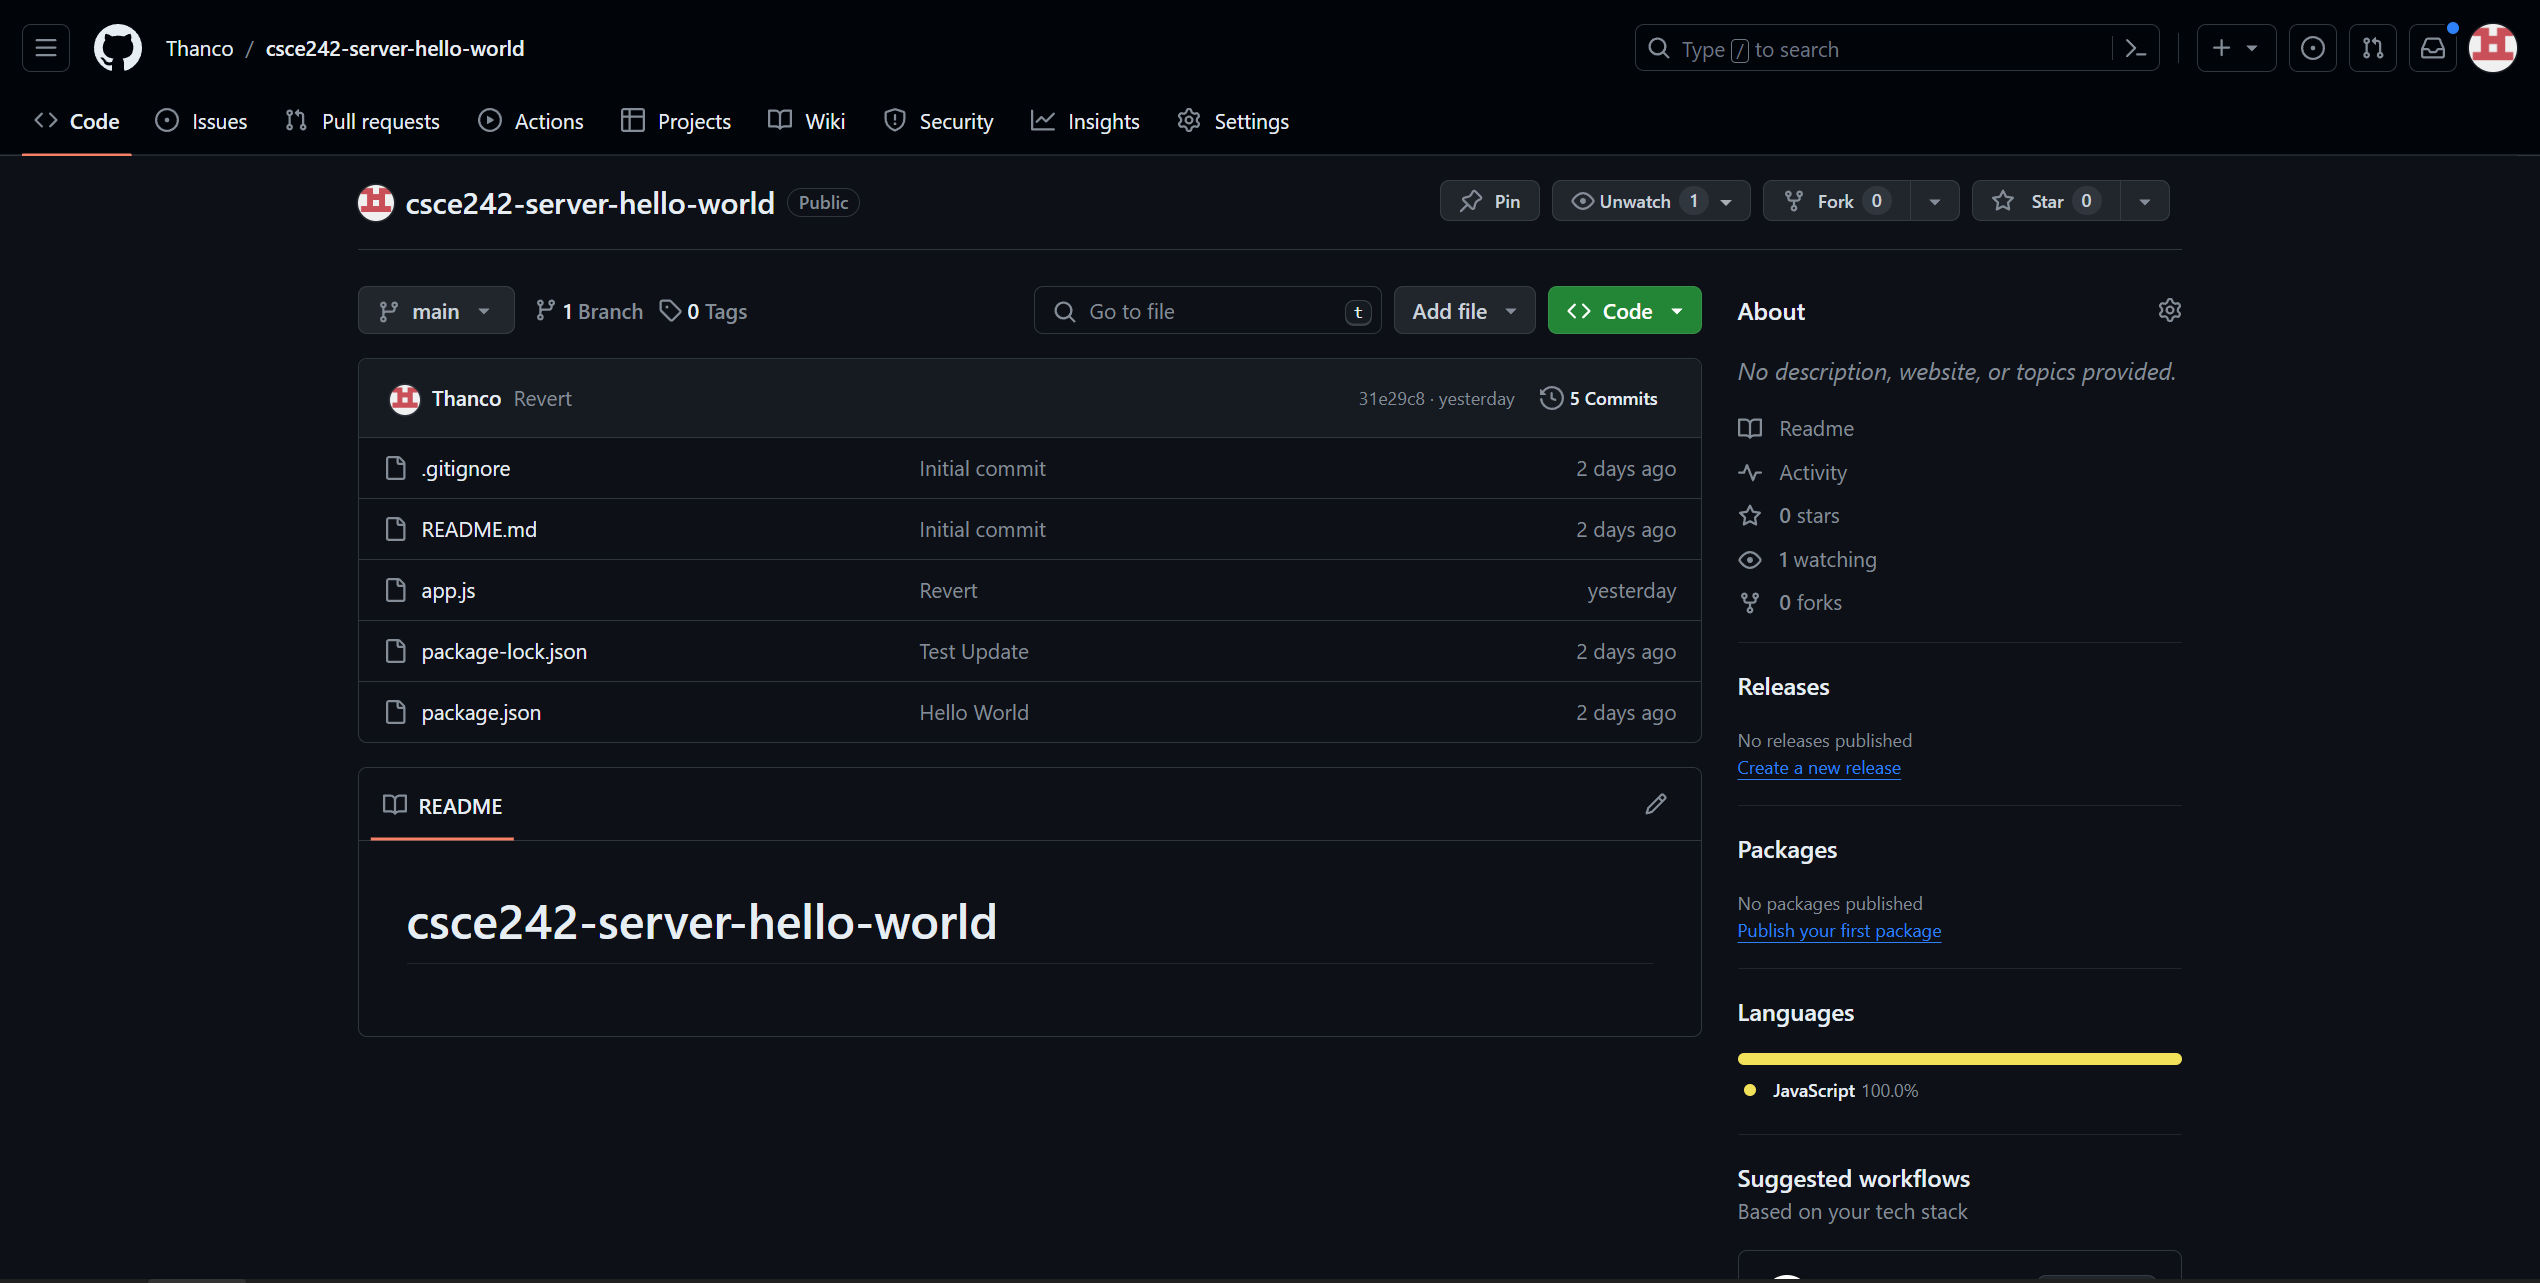 Thanco / csce242-server-hello-world
Type / to search
Code Issues Pull requests Actions Projects Wiki Security Insights Settings
csce242-server-hello-world Public
Pin Unwatch 1 Fork 0 Star 0
main 1 Branch 0 Tags
Go to file t Add file Code
Thanco Revert 31e29c8 · yesterday 5 Commits
.gitignore Initial commit 2 days ago
README.md Initial commit 2 days ago
app.js Revert yesterday
package-lock.json Test Update 2 days ago
package.json Hello World 2 days ago
README
csce242-server-hello-world
About
No description, website, or topics provided.
Readme
Activity
0 stars
1 watching
0 forks
Releases
No releases published
Create a new release
Packages
No packages published
Publish your first package
Languages
JavaScript 100.0%
Suggested workflows
Based on your tech stack